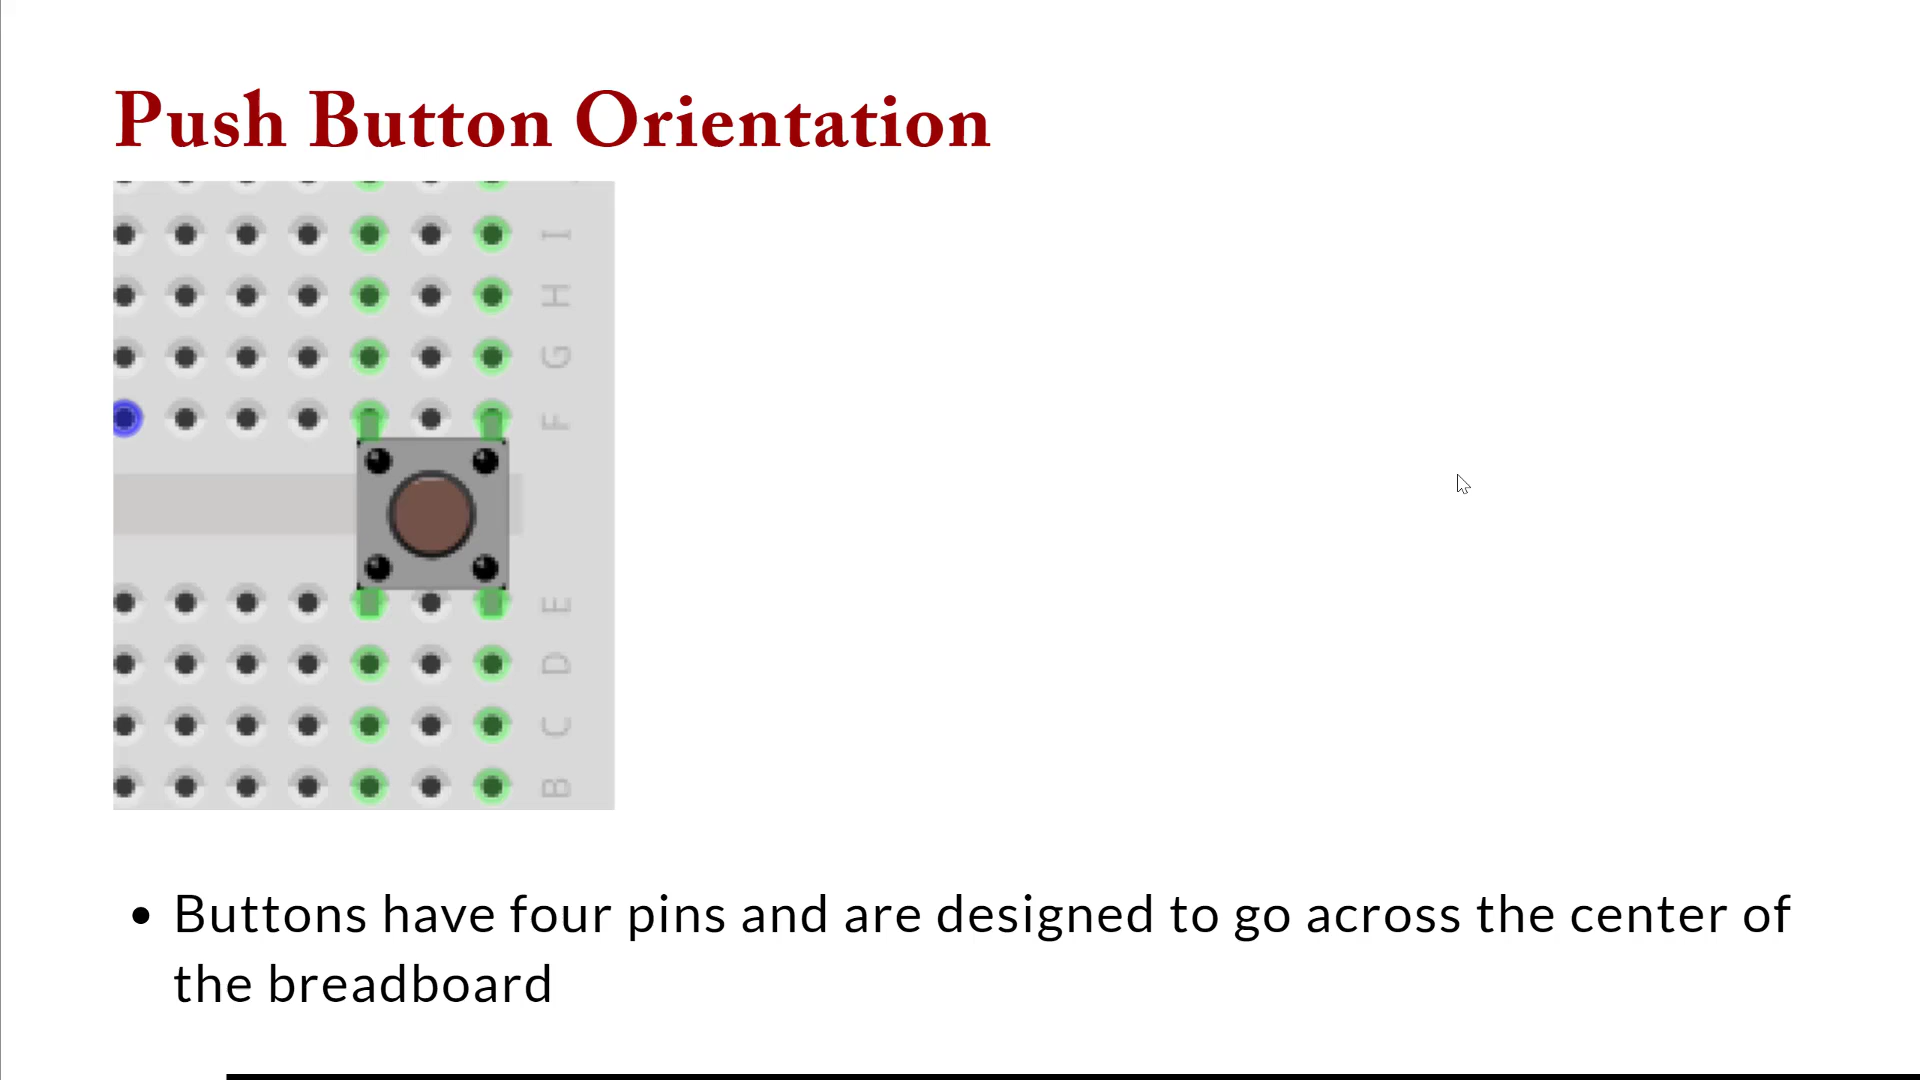 Push Button Orientation
I
H
G
F
E
D
C
B
• Buttons have four pins and are designed to go across the center of
the breadboard